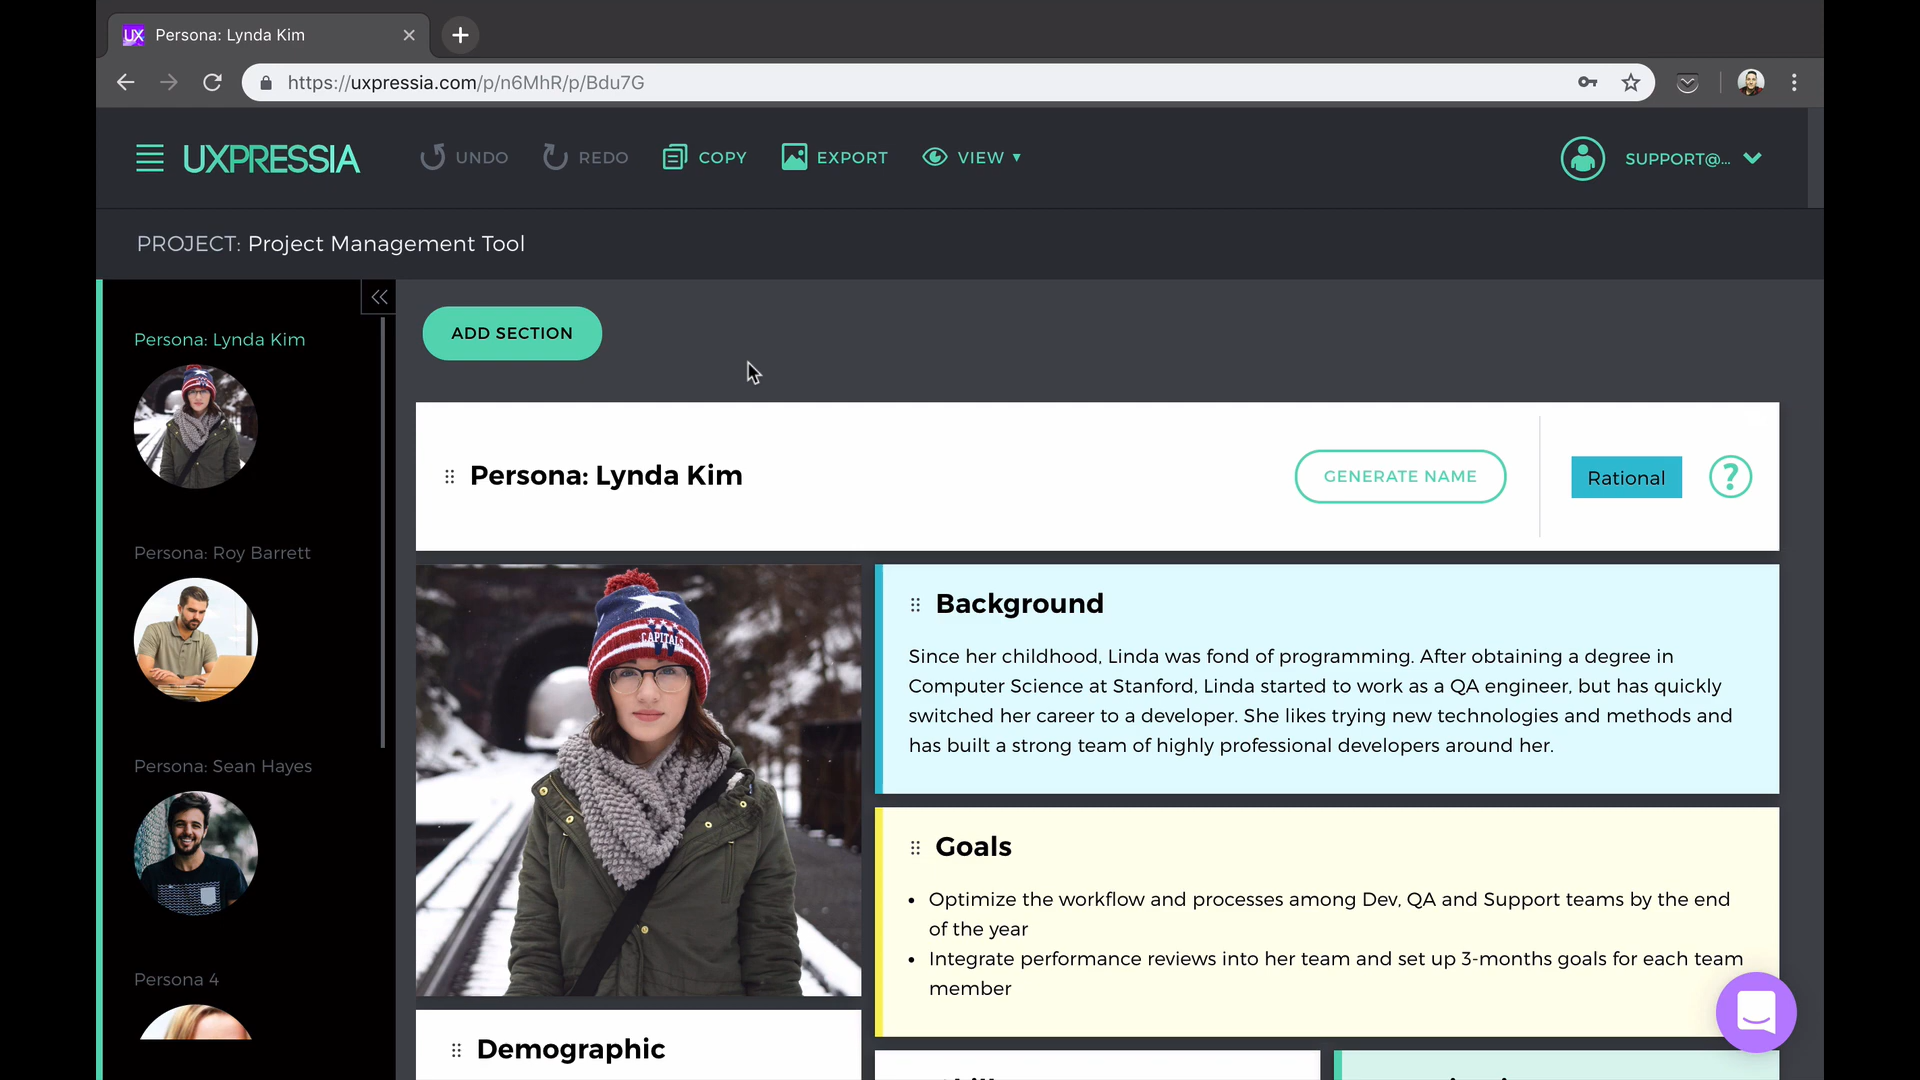 UX Persona: Lynda Kim
https://uxpressia.com/p/n6MhR/p/Bdu7G
UXPRESSIA UNDO REDO COPY EXPORT VIEW SUPPORT@...
PROJECT: Project Management Tool
ADD SECTION
Persona: Lynda Kim
Persona: Roy Barrett
Persona: Sean Hayes
Persona 4
Persona: Lynda Kim
GENERATE NAME
Rational
?
CAPITALS
Background
Since her childhood, Linda was fond of programming. After obtaining a degree in
Computer Science at Stanford, Linda started to work as a QA engineer, but has quickly
switched her career to a developer. She likes trying new technologies and methods and
has built a strong team of highly professional developers around her.
Goals
• Optimize the workflow and processes among Dev, QA and Support teams by the end
of the year
• Integrate performance reviews into her team and set up 3-months goals for each team
member
Demographic